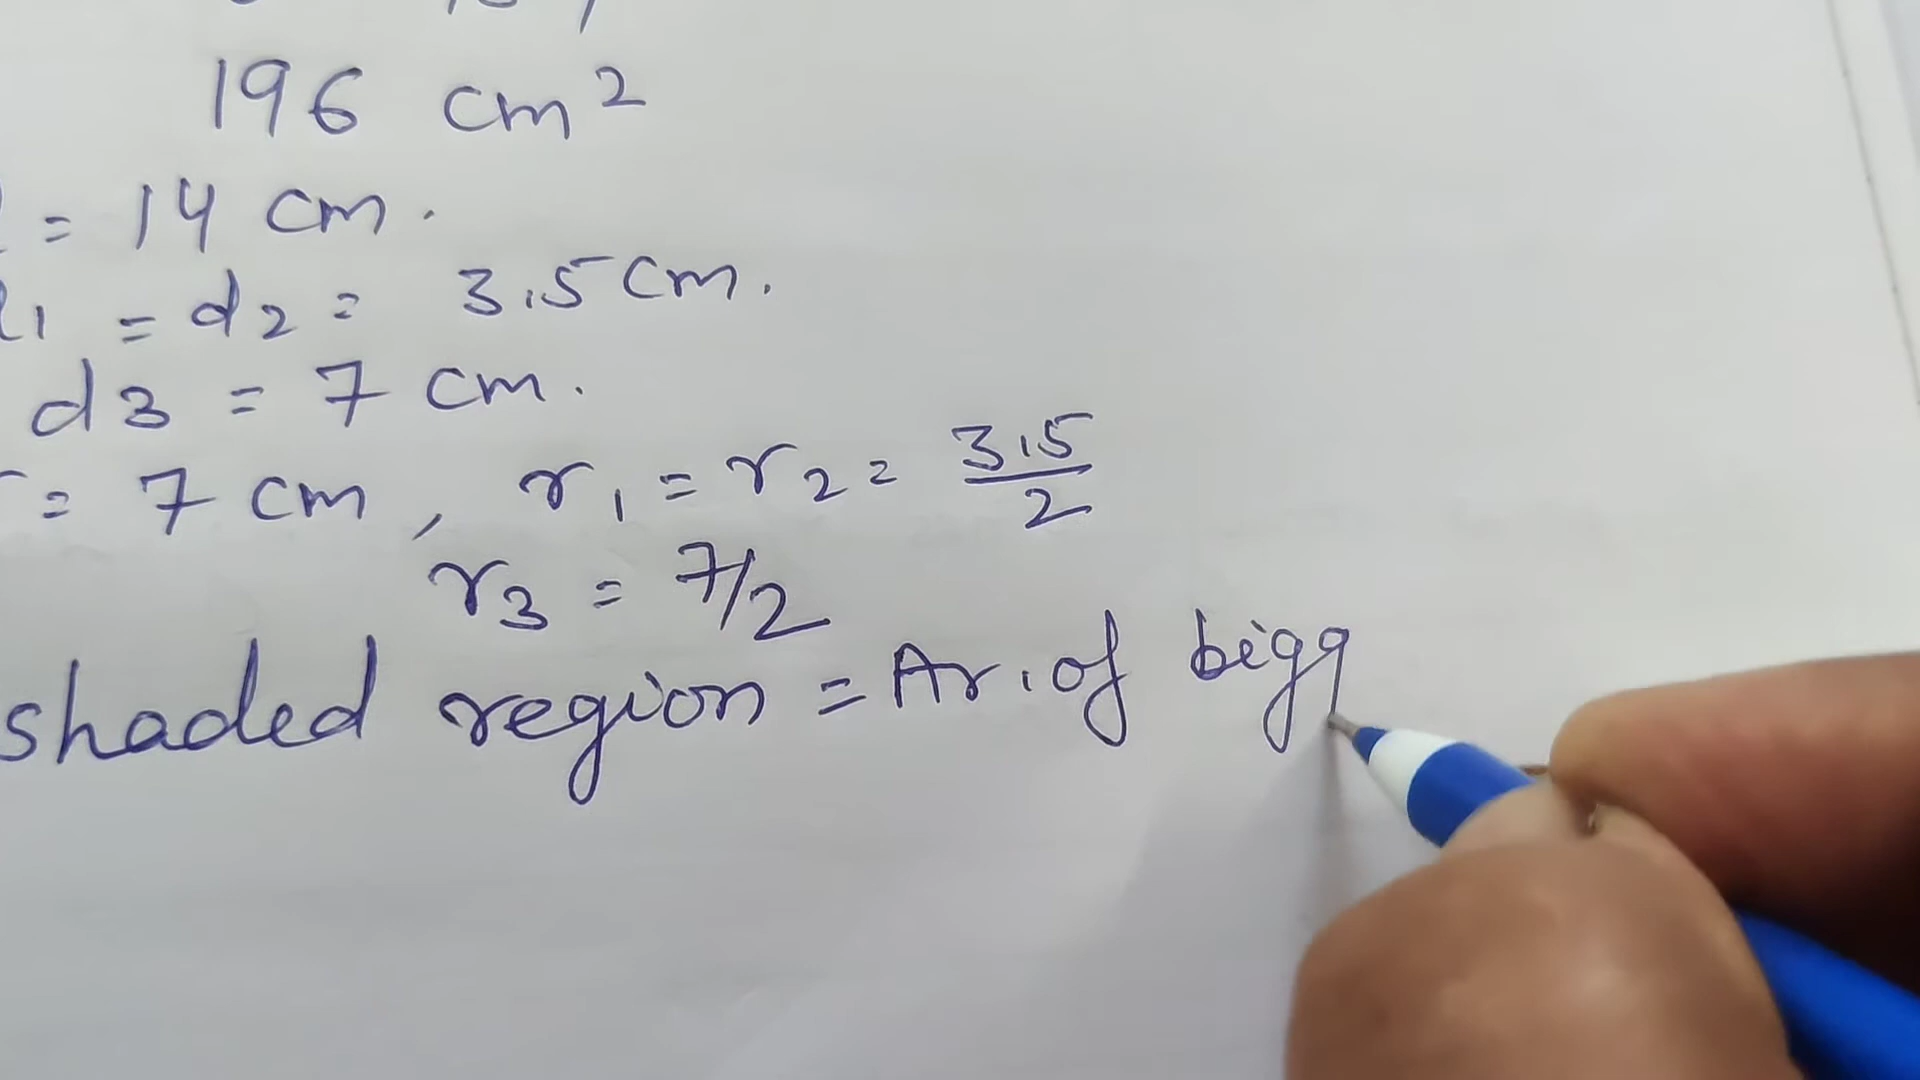 196 cm²
= 14 cm.
1 = d2 = 3.5 cm.
d3 = 7 cm.
= 7 cm, r1 = r2 = 3.5/2
r3 = 7/2
shaded region = Ar. of bigg